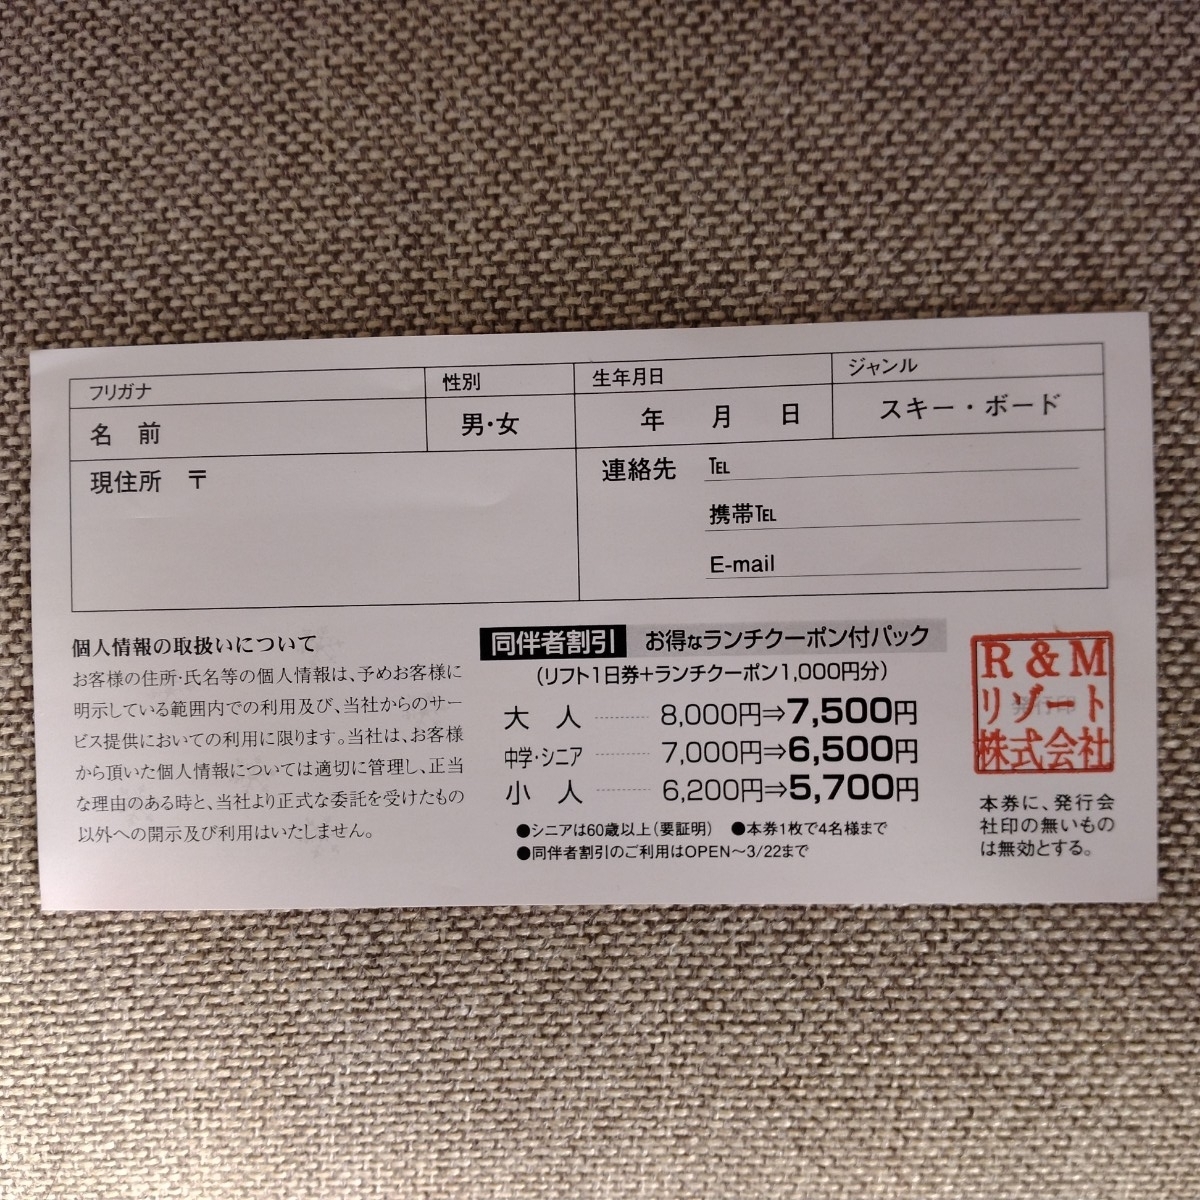 フリガナ
名　前
性別
男・女
生年月日
年　月　日
ジャンル
スキー・ボード
現住所　〒
連絡先　TEL
携帯TEL
E-mail
個人情報の取扱いについて
お客様の住所・氏名等の個人情報は、予めお客様に
明示している範囲内での利用及び、当社からのサー
ビス提供においての利用に限ります。当社は、お客様
から頂いた個人情報については適切に管理し、正当
な理由のある時と、当社より正式な委託を受けたもの
以外への開示及び利用はいたしません。
同伴者割引　お得なランチクーポン付パック
（リフト1日券+ランチクーポン1,000円分）
大　人 ……… 8,000円⇒7,500円
中学・シニア ……… 7,000円⇒6,500円
小　人 ……… 6,200円⇒5,700円
●シニアは60歳以上（要証明）　●本券1枚で4名様まで
●同伴者割引のご利用はOPEN～3/22まで
R&M
リゾート
株式会社
発行印
本券に、発行会
社印の無いもの
は無効とする。